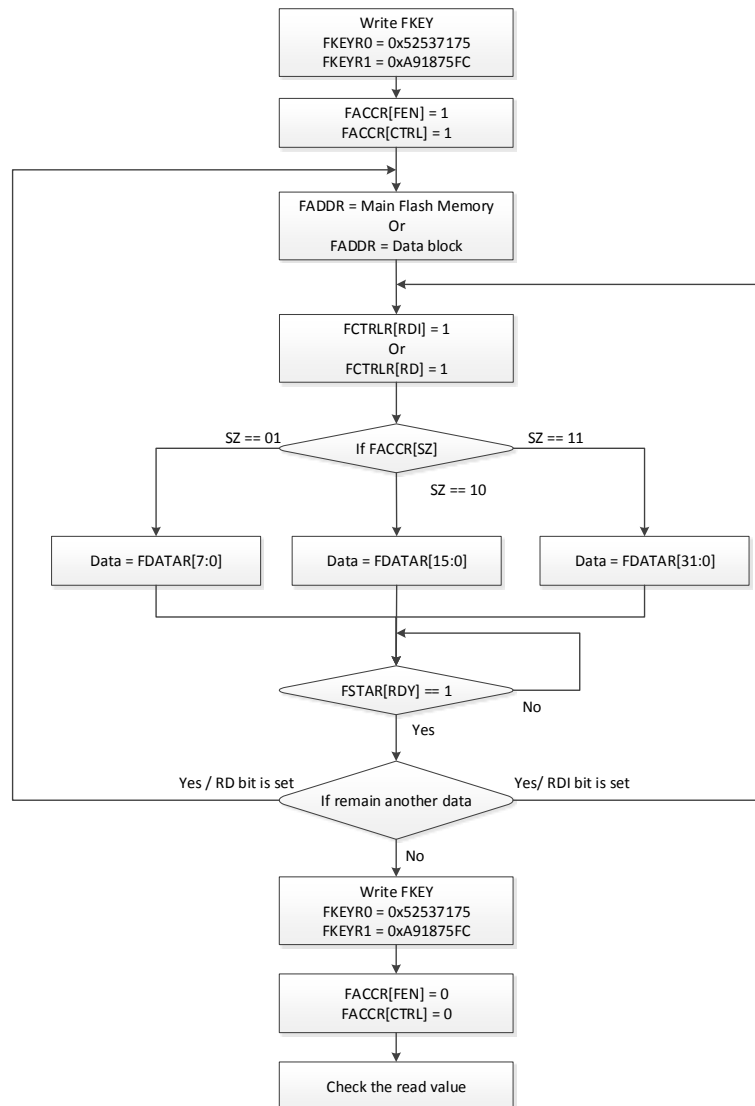 Write FKEY
FKEYR0 = 0x52537175
FKEYR1 = 0xA91875FC
FACCR[FEN] = 1
FACCR[CTRL] = 1
FADDR = Main Flash Memory
Or
FADDR = Data block
FCTRLR[RDI] = 1
Or
FCTRLR[RD] = 1
SZ == 01
If FACCR[SZ]
SZ == 11
SZ == 10
Data = FDATAR[7:0]
Data = FDATAR[15:0]
Data = FDATAR[31:0]
FSTAR[RDY] == 1
No
Yes
Yes / RD bit is set
If remain another data
Yes/ RDI bit is set
No
Write FKEY
FKEYR0 = 0x52537175
FKEYR1 = 0xA91875FC
FACCR[FEN] = 0
FACCR[CTRL] = 0
Check the read value